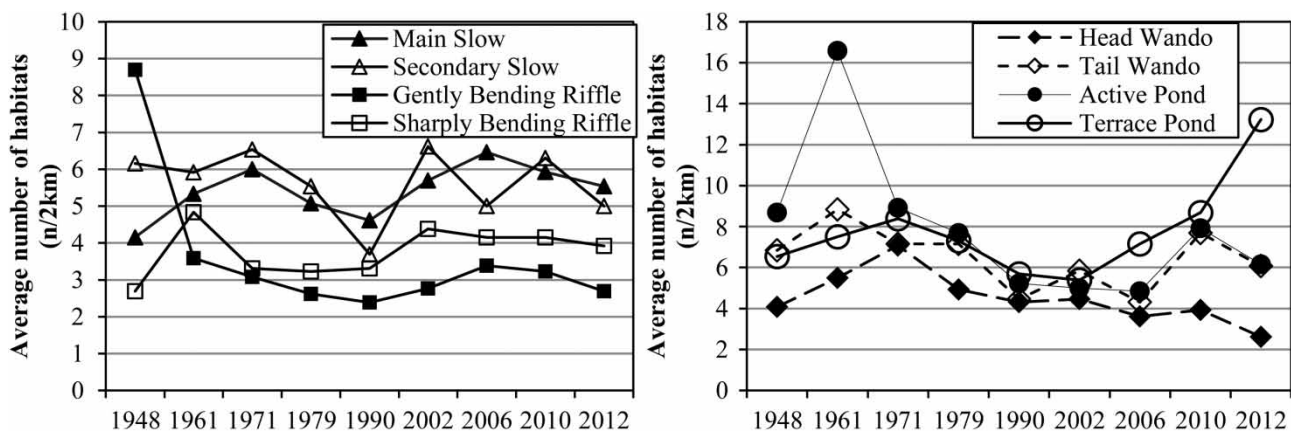 Average number of habitats
(n/2km)
10
9
8
7
6
5
4
3
2
1
0
Main Slow
Secondary Slow
Gently Bending Riffle
Sharply Bending Riffle
1948 1961 1971 1979 1990 2002 2006 2010 2012
Average number of habitats
(n/2km)
18
16
14
12
10
8
6
4
2
0
Head Wando
Tail Wando
Active Pond
Terrace Pond
1948 1961 1971 1979 1990 2002 2006 2010 2012